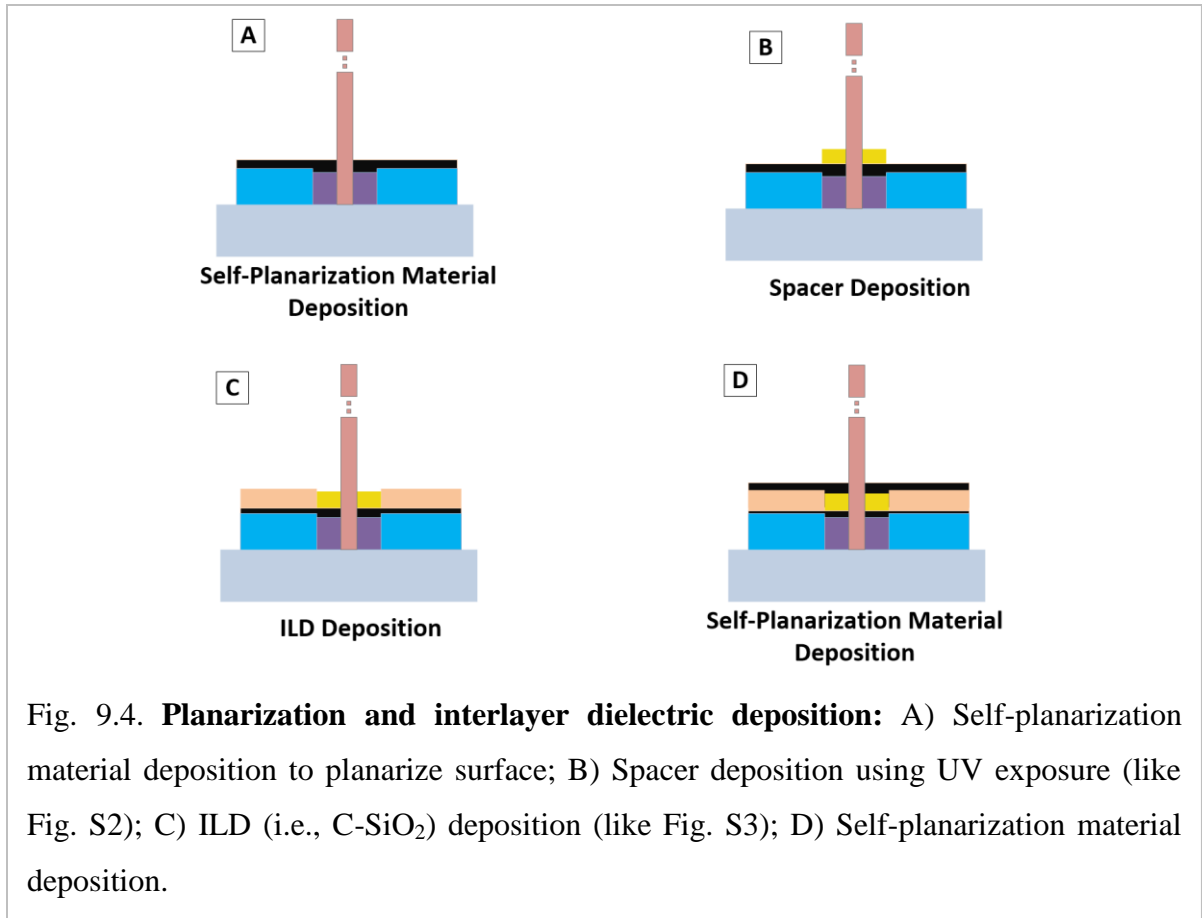 A
B
Self-Planarization Material
Deposition
Spacer Deposition
C
D
ILD Deposition
Self-Planarization Material
Deposition
Fig. 9.4. Planarization and interlayer dielectric deposition: A) Self-planarization
material deposition to planarize surface; B) Spacer deposition using UV exposure (like
Fig. S2); C) ILD (i.e., C-SiO₂) deposition (like Fig. S3); D) Self-planarization material
deposition.